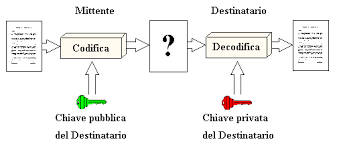 Mittente
Destinatario
Codifica
?
Decodifica
Chiave pubblica
del Destinatario
Chiave privata
del Destinatario